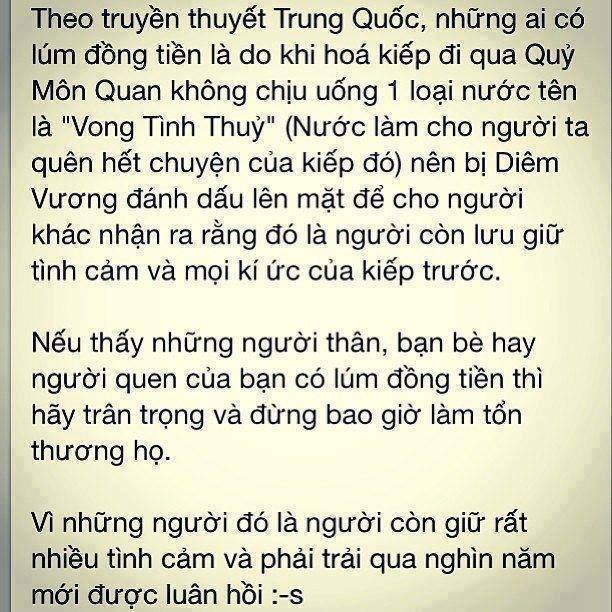 Theo truyền thuyết Trung Quốc, những ai có
lúm đồng tiền là do khi hoá kiếp đi qua Quỷ
Môn Quan không chịu uống 1 loại nước tên
là "Vong Tình Thuỷ" (Nước làm cho người ta
quên hết chuyện của kiếp đó) nên bị Diêm
Vương đánh dấu lên mặt để cho người
khác nhận ra rằng đó là người còn lưu giữ
tình cảm và mọi kí ức của kiếp trước.

Nếu thấy những người thân, bạn bè hay
người quen của bạn có lúm đồng tiền thì
hãy trân trọng và đừng bao giờ làm tổn
thương họ.

Vì những người đó là người còn giữ rất
nhiều tình cảm và phải trải qua nghìn năm
mới được luân hồi :-s